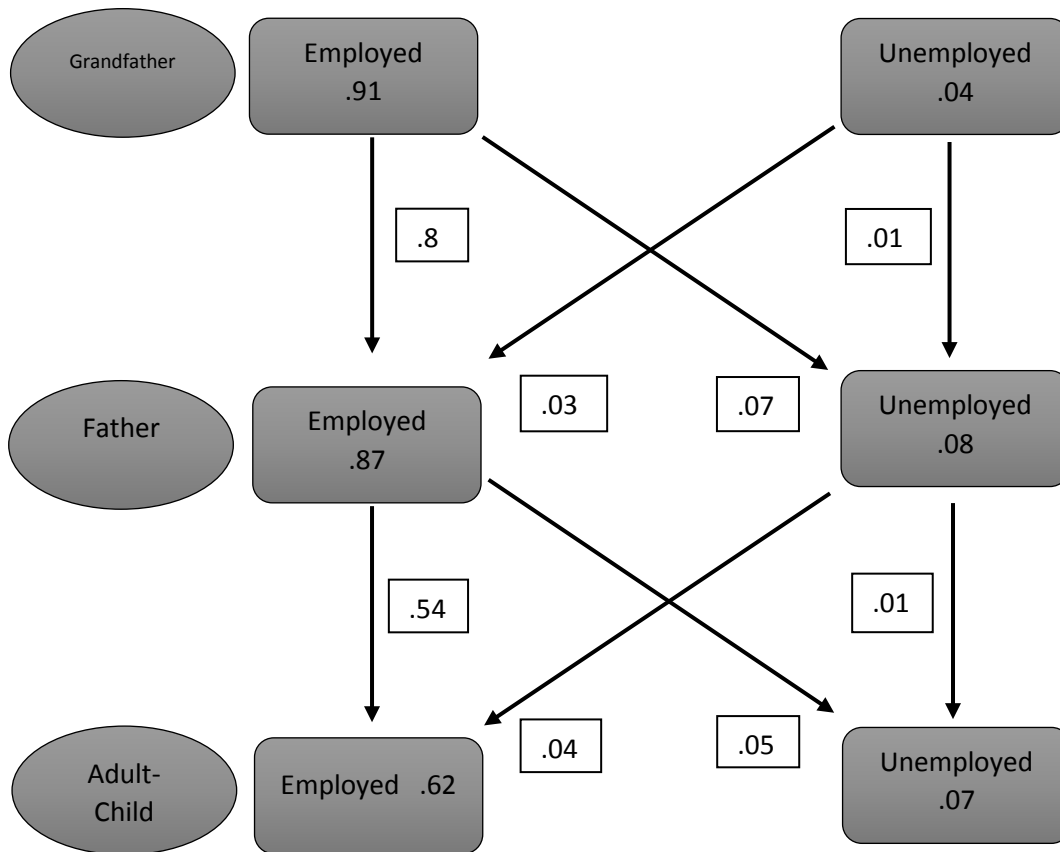 Grandfather
Employed
.91
Unemployed
.04
.8
.01
.03
.07
Father
Employed
.87
Unemployed
.08
.54
.01
.04
.05
Adult-
Child
Employed .62
Unemployed
.07